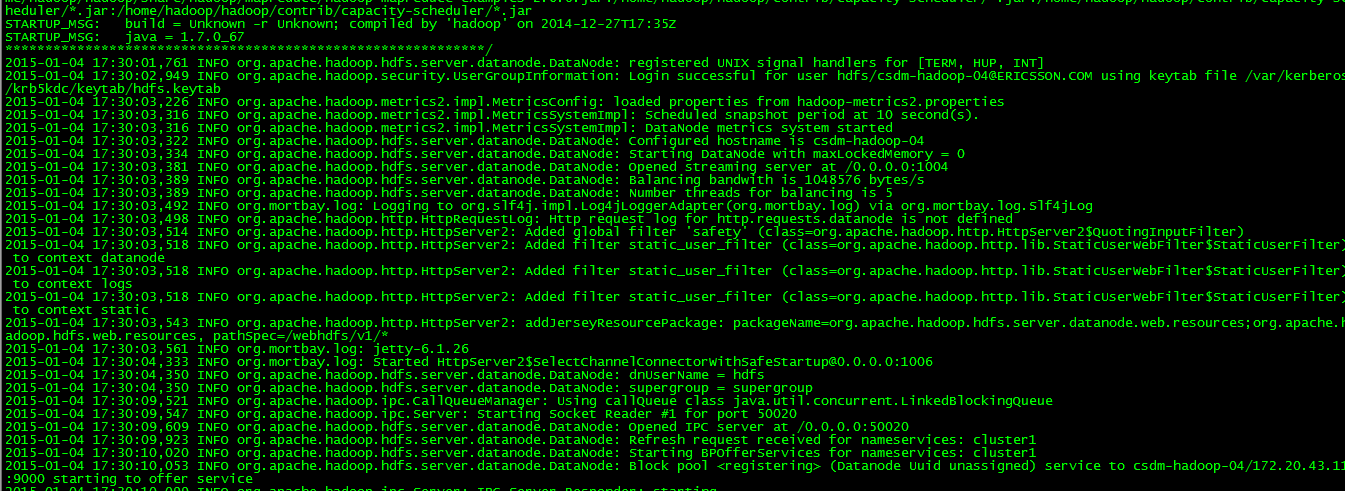 heduler/*.jar:/home/hadoop/hadoop/contrib/capacity-scheduler/*.jar
STARTUP_MSG:   build = Unknown -r Unknown; compiled by 'hadoop' on 2014-12-27T17:35Z
STARTUP_MSG:   java = 1.7.0_67
************************************************************/
2015-01-04 17:30:01,761 INFO org.apache.hadoop.hdfs.server.datanode.DataNode: registered UNIX signal handlers for [TERM, HUP, INT]
2015-01-04 17:30:02,949 INFO org.apache.hadoop.security.UserGroupInformation: Login successful for user hdfs/csdm-hadoop-04@ERICSSON.COM using keytab file /var/kerberos
/krb5kdc/keytab/hdfs.keytab
2015-01-04 17:30:03,226 INFO org.apache.hadoop.metrics2.impl.MetricsConfig: loaded properties from hadoop-metrics2.properties
2015-01-04 17:30:03,316 INFO org.apache.hadoop.metrics2.impl.MetricsSystemImpl: Scheduled snapshot period at 10 second(s).
2015-01-04 17:30:03,316 INFO org.apache.hadoop.metrics2.impl.MetricsSystemImpl: DataNode metrics system started
2015-01-04 17:30:03,322 INFO org.apache.hadoop.hdfs.server.datanode.DataNode: Configured hostname is csdm-hadoop-04
2015-01-04 17:30:03,334 INFO org.apache.hadoop.hdfs.server.datanode.DataNode: Starting DataNode with maxLockedMemory = 0
2015-01-04 17:30:03,381 INFO org.apache.hadoop.hdfs.server.datanode.DataNode: Opened streaming server at /0.0.0.0:1004
2015-01-04 17:30:03,389 INFO org.apache.hadoop.hdfs.server.datanode.DataNode: Balancing bandwith is 1048576 bytes/s
2015-01-04 17:30:03,389 INFO org.apache.hadoop.hdfs.server.datanode.DataNode: Number threads for balancing is 5
2015-01-04 17:30:03,492 INFO org.mortbay.log: Logging to org.slf4j.impl.Log4jLoggerAdapter(org.mortbay.log) via org.mortbay.log.Slf4jLog
2015-01-04 17:30:03,498 INFO org.apache.hadoop.http.HttpRequestLog: Http request log for http.requests.datanode is not defined
2015-01-04 17:30:03,514 INFO org.apache.hadoop.http.HttpServer2: Added global filter 'safety' (class=org.apache.hadoop.http.HttpServer2$QuotingInputFilter)
2015-01-04 17:30:03,518 INFO org.apache.hadoop.http.HttpServer2: Added filter static_user_filter (class=org.apache.hadoop.http.lib.StaticUserWebFilter$StaticUserFilter)
 to context datanode
2015-01-04 17:30:03,518 INFO org.apache.hadoop.http.HttpServer2: Added filter static_user_filter (class=org.apache.hadoop.http.lib.StaticUserWebFilter$StaticUserFilter)
 to context logs
2015-01-04 17:30:03,518 INFO org.apache.hadoop.http.HttpServer2: Added filter static_user_filter (class=org.apache.hadoop.http.lib.StaticUserWebFilter$StaticUserFilter)
 to context static
2015-01-04 17:30:03,543 INFO org.apache.hadoop.http.HttpServer2: addJerseyResourcePackage: packageName=org.apache.hadoop.hdfs.server.datanode.web.resources;org.apache.h
adoop.hdfs.web.resources, pathSpec=/webhdfs/v1/*
2015-01-04 17:30:03,561 INFO org.mortbay.log: jetty-6.1.26
2015-01-04 17:30:04,333 INFO org.mortbay.log: Started HttpServer2$SelectChannelConnectorWithSafeStartup@0.0.0.0:1006
2015-01-04 17:30:04,350 INFO org.apache.hadoop.hdfs.server.datanode.DataNode: dnUserName = hdfs
2015-01-04 17:30:04,350 INFO org.apache.hadoop.hdfs.server.datanode.DataNode: supergroup = supergroup
2015-01-04 17:30:09,521 INFO org.apache.hadoop.ipc.CallQueueManager: Using callQueue class java.util.concurrent.LinkedBlockingQueue
2015-01-04 17:30:09,547 INFO org.apache.hadoop.ipc.Server: Starting Socket Reader #1 for port 50020
2015-01-04 17:30:09,609 INFO org.apache.hadoop.hdfs.server.datanode.DataNode: Opened IPC server at /0.0.0.0:50020
2015-01-04 17:30:09,923 INFO org.apache.hadoop.hdfs.server.datanode.DataNode: Refresh request received for nameservices: cluster1
2015-01-04 17:30:10,020 INFO org.apache.hadoop.hdfs.server.datanode.DataNode: Starting BPOfferServices for nameservices: cluster1
2015-01-04 17:30:10,053 INFO org.apache.hadoop.hdfs.server.datanode.DataNode: Block pool <registering> (Datanode Uuid unassigned) service to csdm-hadoop-04/172.20.43.11
:9000 starting to offer service